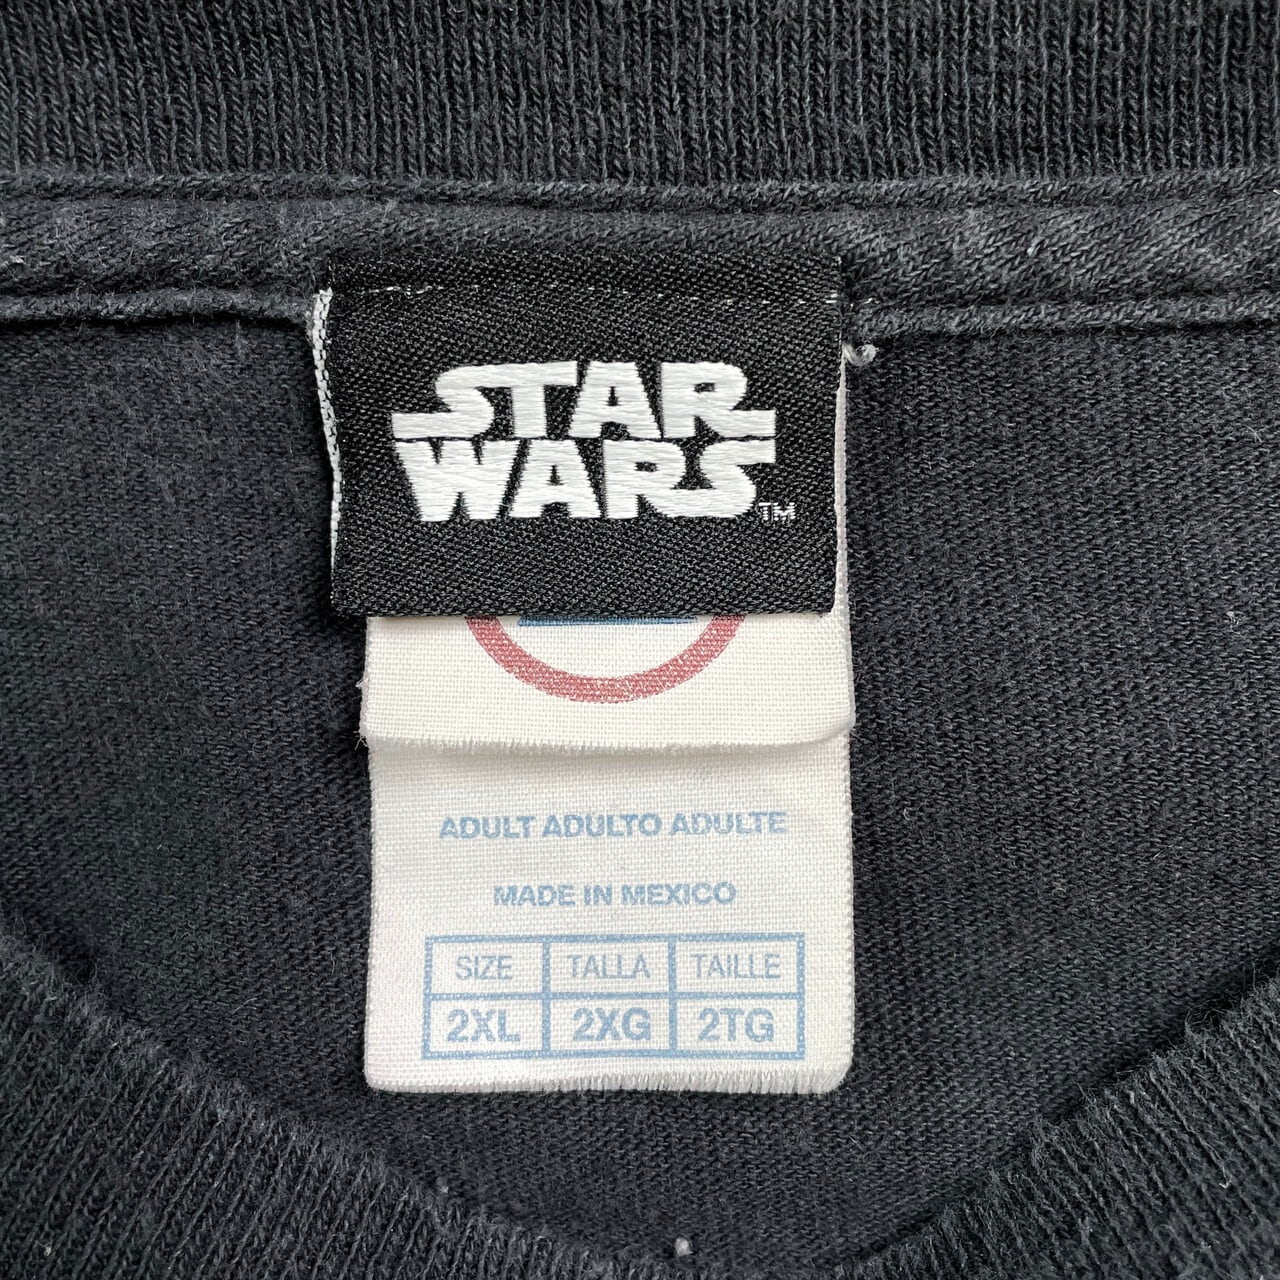 STAR
WARS
TM
ADULT ADULTO ADULTE
MADE IN MEXICO
SIZE TALLA TAILLE
2XL 2XG 2TG